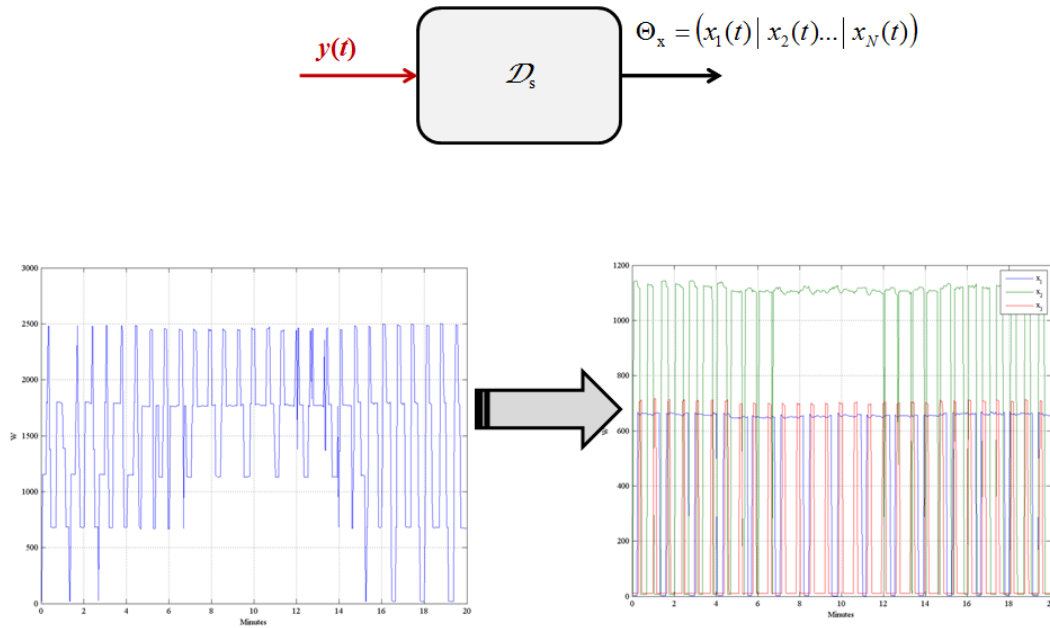 y(t)
𝒟s
Θx = (x1(t)| x2(t)...| xN(t))
3000
2500
2000
1500
1000
500
0
W
0 2 4 6 8 10 12 14 16 18 20
Minutes
1200
1000
800
600
400
200
0
W
0 2 4 6 8 10 12 14 16 18 20
Minutes
x1
x2
x3